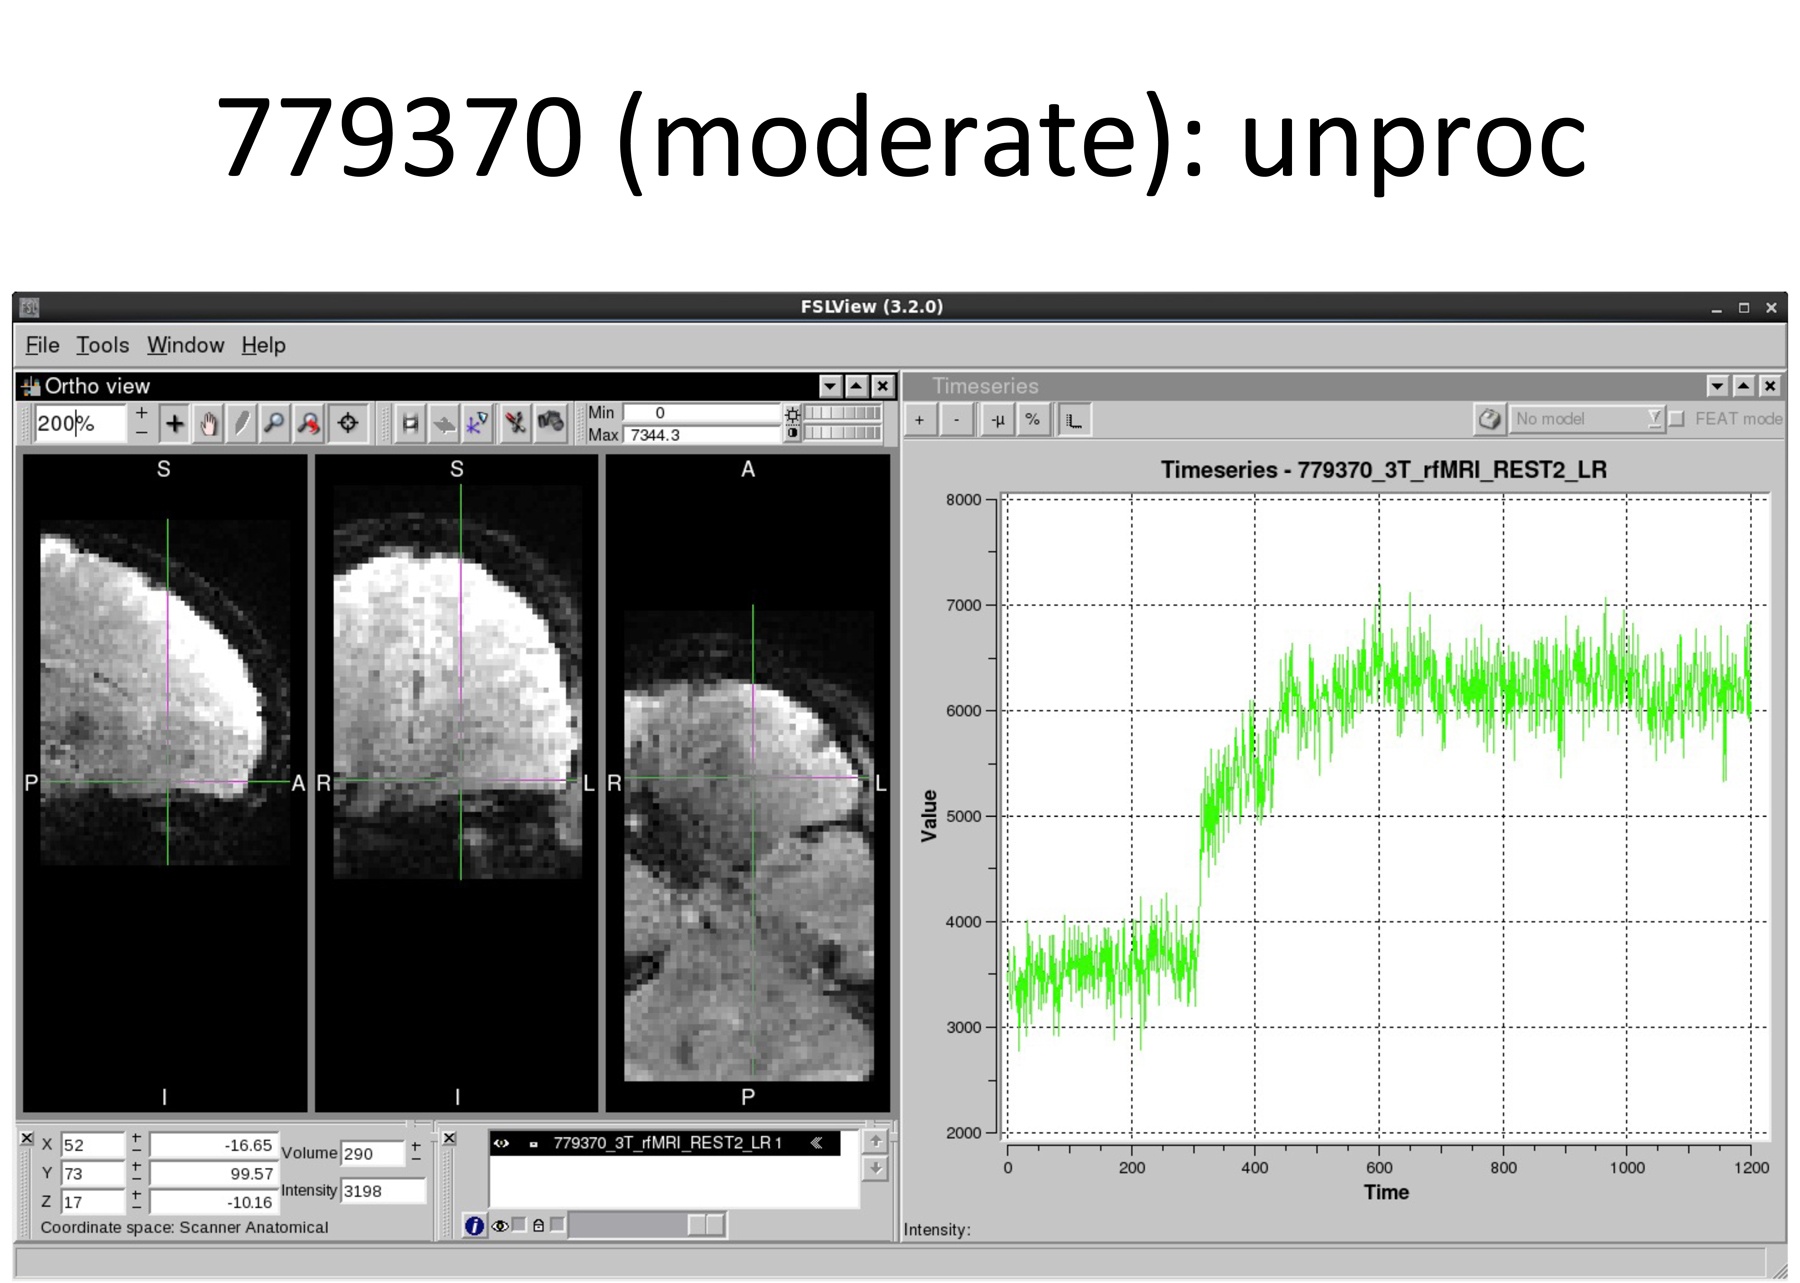 779370 (moderate): unproc
FSL
FSLView (3.2.0)
File Tools Window Help
Ortho view
Timeseries
200%
Min 0
Max 7344.3
+ - -µ %
No model
FEAT mode
S
S
A
P
A
R
L
R
L
I
I
P
Timeseries - 779370_3T_rfMRI_REST2_LR
8000
7000
6000
5000
4000
3000
2000
Value
0 200 400 600 800 1000 1200
Time
X 52 -16.65
Y 73 99.57
Z 17 -10.16
Volume 290
Intensity 3198
Coordinate space: Scanner Anatomical
779370_3T_rfMRI_REST2_LR 1
Intensity: